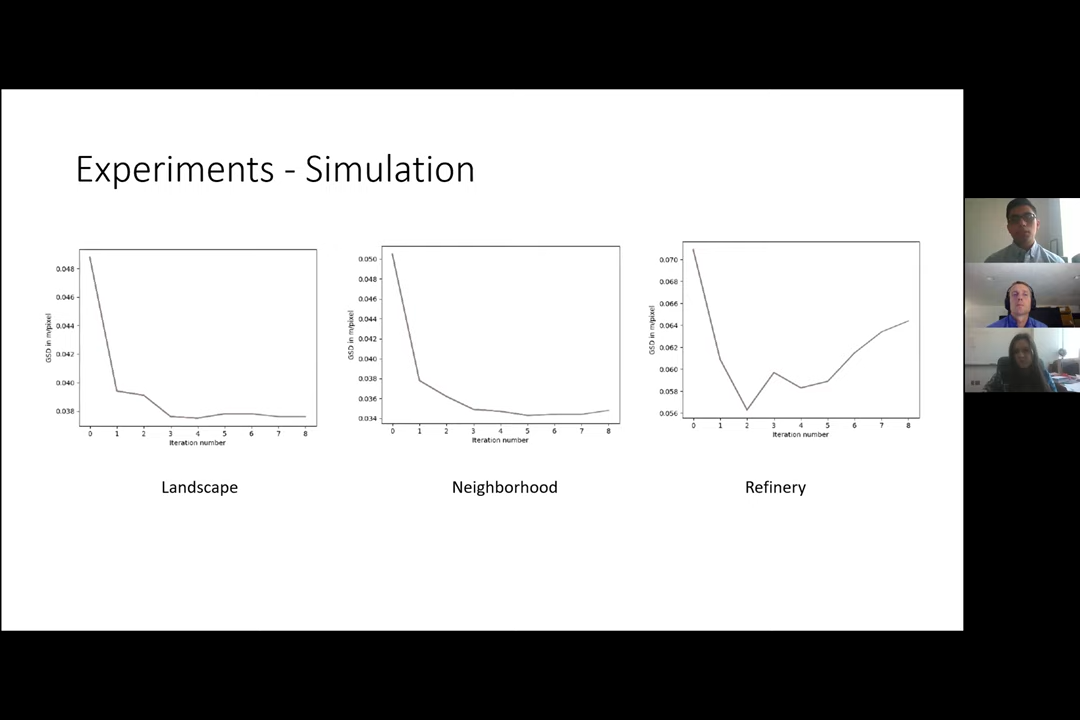 Experiments - Simulation
GSD in m/pixel
0.048
0.046
0.044
0.042
0.040
0.038
0 1 2 3 4 5 6 7 8
Iteration number
Landscape
GSD in m/pixel
0.050
0.048
0.046
0.044
0.042
0.040
0.038
0.036
0.034
0 1 2 3 4 5 6 7 8
Iteration number
Neighborhood
GSD in m/pixel
0.070
0.068
0.066
0.064
0.062
0.060
0.058
0.056
0 1 2 3 4 5 6 7 8
Iteration number
Refinery